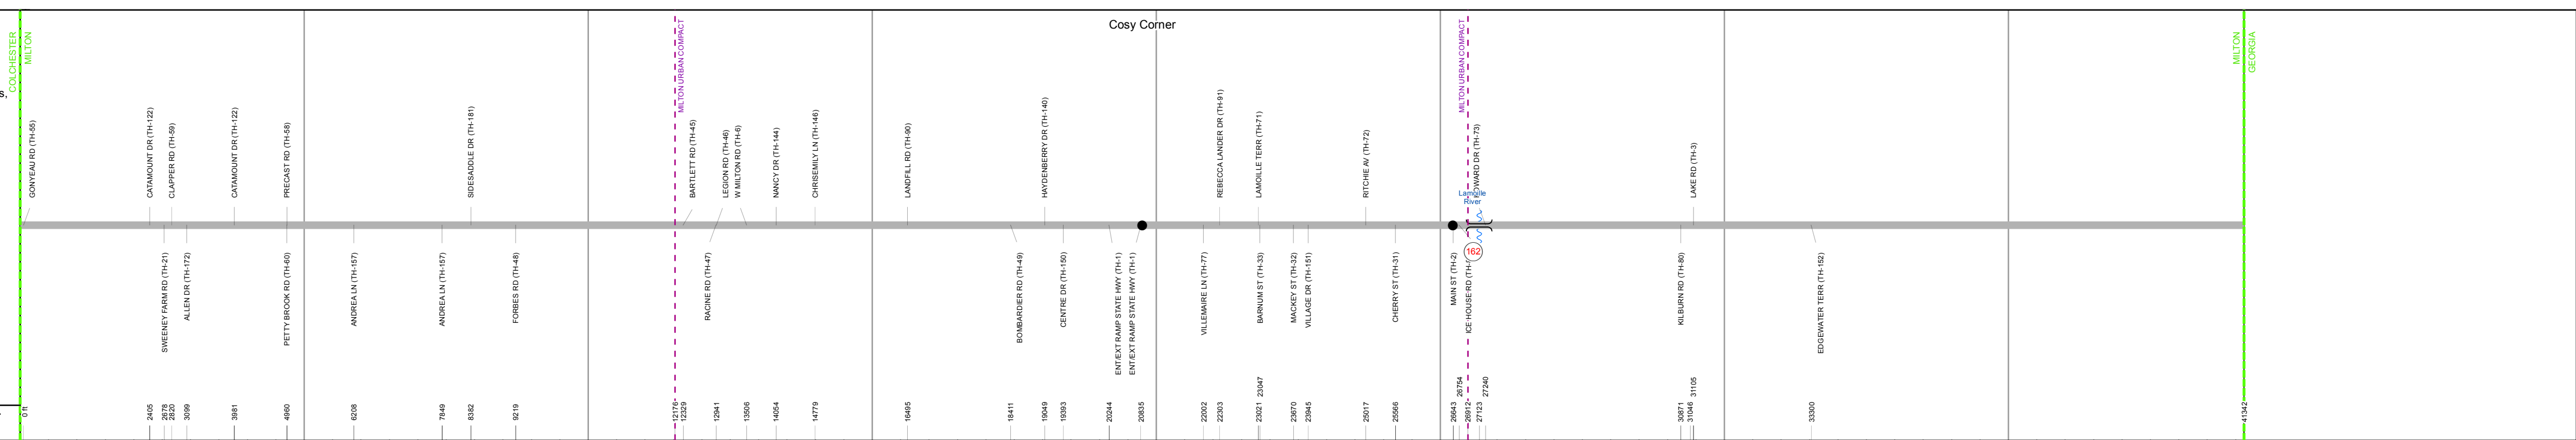 Cosy Corner
s,
COLCHESTER
MILTON
MILTON URBAN COMPACT
MILTON URBAN COMPACT
MILTON
GEORGIA
GONYEAU RD (TH-55)
CATAMOUNT DR (TH-122)
CLAPPER RD (TH-59)
CATAMOUNT DR (TH-122)
PRECAST RD (TH-58)
SIDESADDLE DR (TH-181)
BARTLETT RD (TH-45)
LEGION RD (TH-46)
W MILTON RD (TH-6)
NANCY DR (TH-144)
CHRISEMILY LN (TH-146)
LANDFILL RD (TH-90)
HAYDENBERRY DR (TH-140)
REBECCA LANDER DR (TH-91)
LAMOILLE TERR (TH-71)
RITCHIE AV (TH-72)
OWARD DR (TH-73)
LAKE RD (TH-3)
Lamoille
River
162
SWEENEY FARM RD (TH-21)
ALLEN DR (TH-172)
PETTY BROOK RD (TH-60)
ANDREA LN (TH-157)
ANDREA LN (TH-157)
FORBES RD (TH-48)
RACINE RD (TH-47)
BOMBARDIER RD (TH-49)
CENTRE DR (TH-150)
ENT/EXT RAMP STATE HWY (TH-1)
ENT/EXT RAMP STATE HWY (TH-1)
VILLEMAIRE LN (TH-77)
BARNUM ST (TH-33)
MACKEY ST (TH-32)
VILLAGE DR (TH-151)
CHERRY ST (TH-31)
MAIN ST (TH-2)
ICE HOUSE RD (TH-
KILBURN RD (TH-80)
EDGEWATER TERR (TH-152)
0 ft
2405
2678
2820
3099
3981
4960
6208
7849
8382
9219
12176
12329
12941
13506
14054
14779
16495
18411
19049
19393
20244
20835
22002
22303
23021
23047
23670
23945
25017
25566
26643
26754
26912
27123
27240
30871
31046
31105
33300
41342